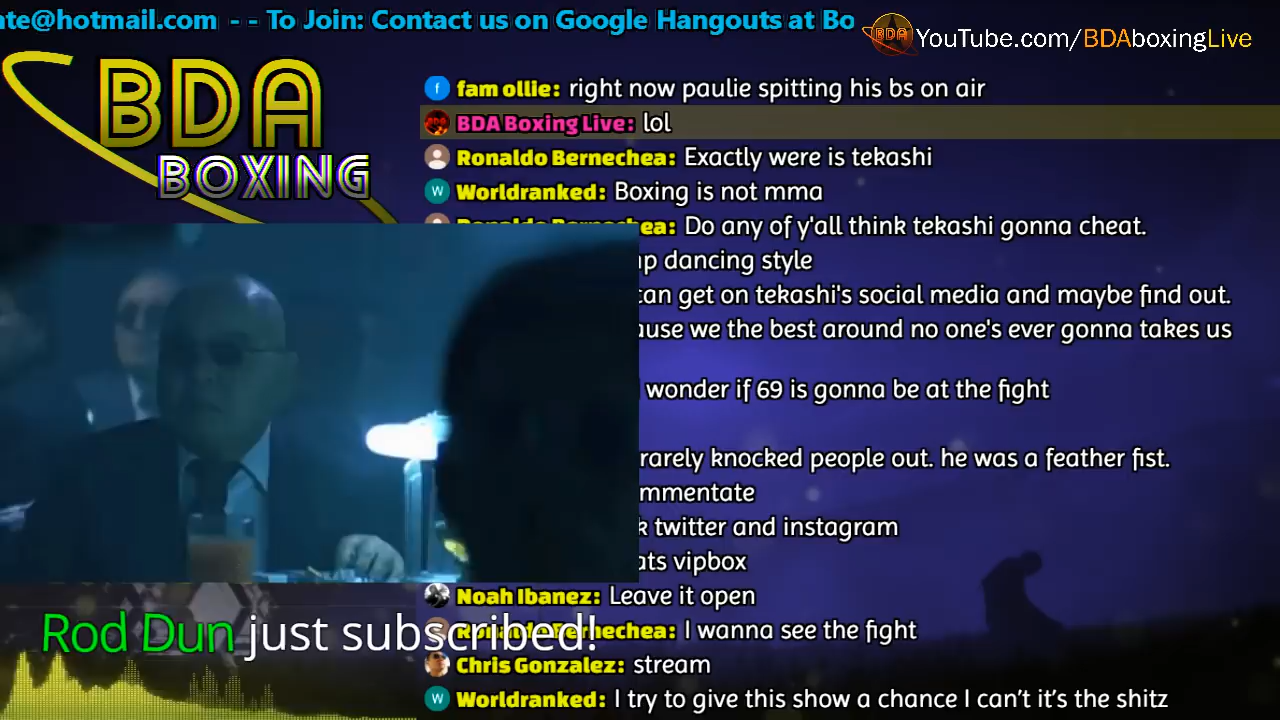 ate@hotmail.com - - To Join: Contact us on Google Hangouts at Bo
BDA
YouTube.com/BDAboxingLive
BDA
BOXING
f fam ollie: right now paulie spitting his bs on air
BDA BDA Boxing Live: lol
Ronaldo Bernechea: Exactly were is tekashi
W Worldranked: Boxing is not mma
Ronaldo Bernechea: Do any of y'all think tekashi gonna cheat.
dancing style
can get on tekashi's social media and maybe find out.
we the best around no one's ever gonna takes us
wonder if 69 is gonna be at the fight
rarely knocked people out. he was a feather fist.
twitter and instagram
vipbox
Noah Ibanez: Leave it open
Ronaldo Bernechea: I wanna see the fight
Rod Dun just subscribed!
Chris Gonzalez: stream
W Worldranked: I try to give this show a chance I can't it's the shitz